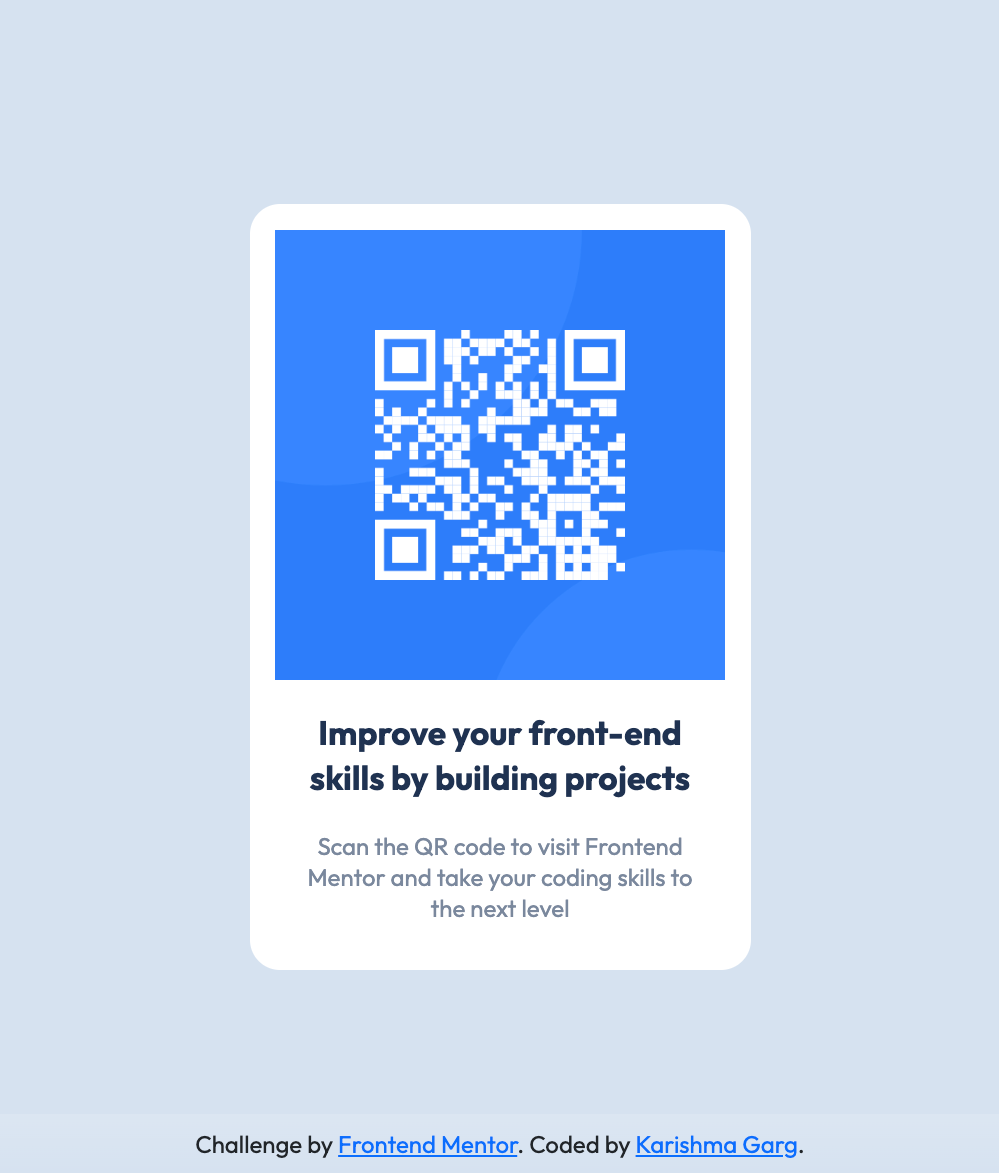 Improve your front-end
skills by building projects
Scan the QR code to visit Frontend
Mentor and take your coding skills to
the next level
Challenge by Frontend Mentor. Coded by Karishma Garg.